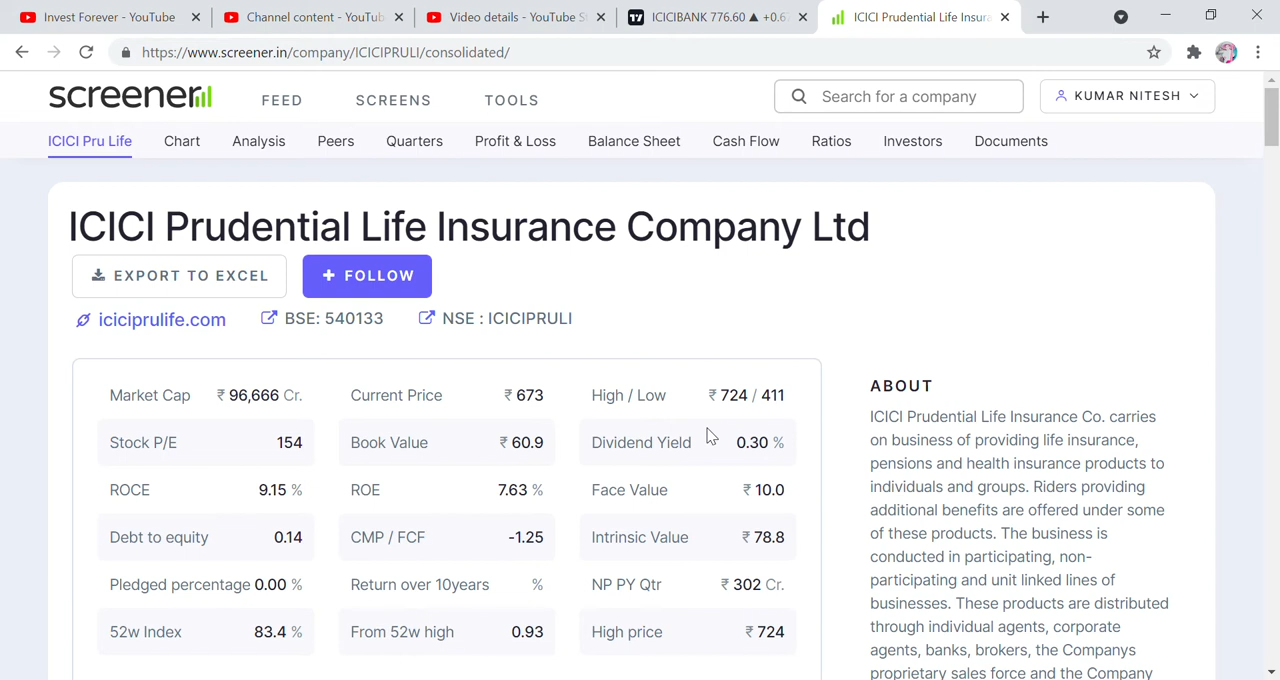 Invest Forever - YouTube
Channel content - YouTub
Video details - YouTube S
ICICIBANK 776.60 ▲ +0.6
ICICI Prudential Life Insura
https://www.screener.in/company/ICICIPRULI/consolidated/
screener
FEED
SCREENS
TOOLS
Search for a company
KUMAR NITESH
ICICI Pru Life
Chart
Analysis
Peers
Quarters
Profit & Loss
Balance Sheet
Cash Flow
Ratios
Investors
Documents
ICICI Prudential Life Insurance Company Ltd
EXPORT TO EXCEL
+ FOLLOW
iciciprulife.com
BSE: 540133
NSE : ICICIPRULI
Market Cap ₹ 96,666 Cr.
Current Price ₹ 673
High / Low ₹ 724 / 411
Stock P/E 154
Book Value ₹ 60.9
Dividend Yield 0.30 %
ROCE 9.15 %
ROE 7.63 %
Face Value ₹ 10.0
Debt to equity 0.14
CMP / FCF -1.25
Intrinsic Value ₹ 78.8
Pledged percentage 0.00 %
Return over 10years %
NP PY Qtr ₹ 302 Cr.
52w Index 83.4 %
From 52w high 0.93
High price ₹ 724
ABOUT
ICICI Prudential Life Insurance Co. carries
on business of providing life insurance,
pensions and health insurance products to
individuals and groups. Riders providing
additional benefits are offered under some
of these products. The business is
conducted in participating, non-
participating and unit linked lines of
businesses. These products are distributed
through individual agents, corporate
agents, banks, brokers, the Companys
proprietary sales force and the Company